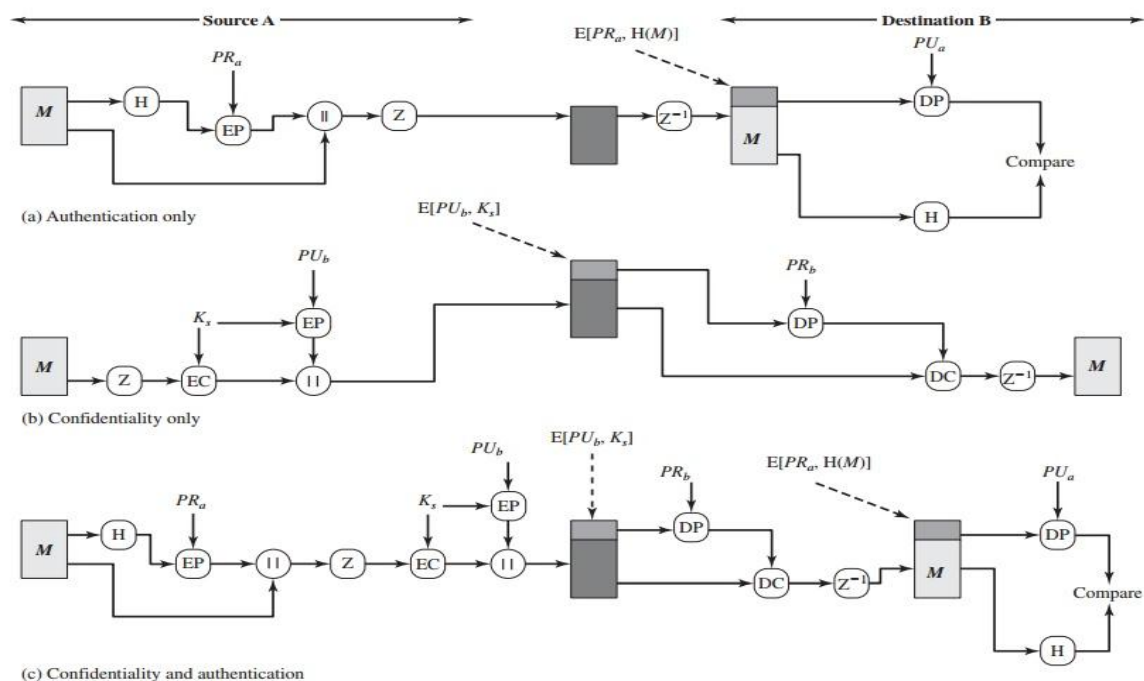 Source A
Destination B
E[PRa, H(M)]
PUa
PRa
M
H
EP
||
Z
Z−1
M
DP
Compare
H
(a) Authentication only
E[PUb, Ks]
PUb
PRb
Ks
EP
DP
M
Z
EC
||
DC
Z−1
M
(b) Confidentiality only
PUb
E[PUb, Ks]
PRb
E[PRa, H(M)]
PUa
PRa
Ks
EP
M
H
EP
||
Z
EC
||
DP
DC
Z−1
M
DP
Compare
H
(c) Confidentiality and authentication